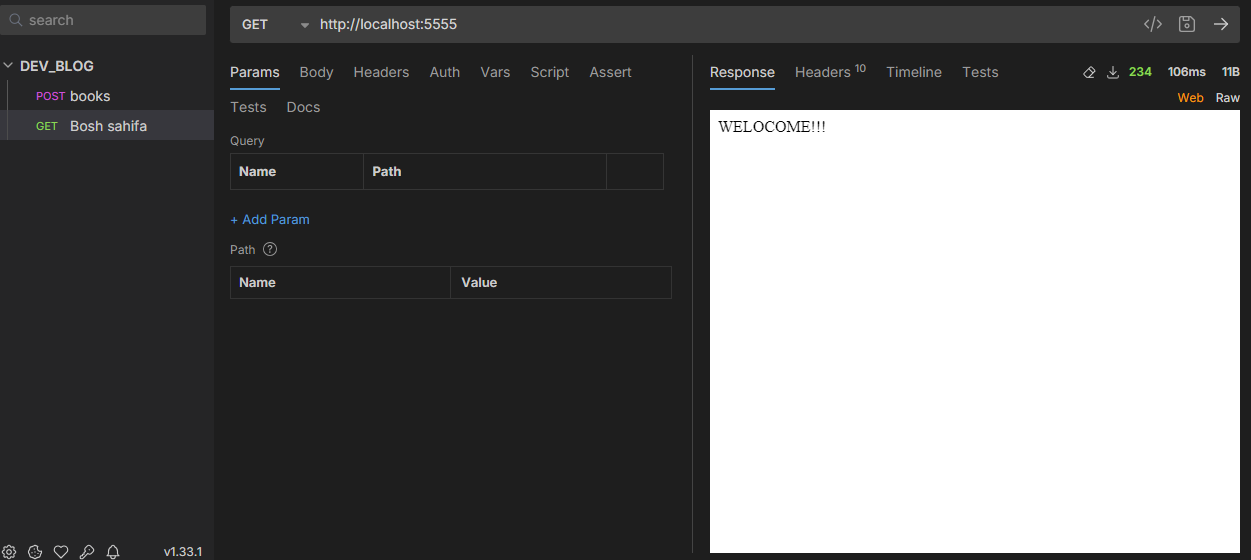 search
DEV_BLOG
POST books
GET Bosh sahifa
v1.33.1
GET http://localhost:5555
Params Body Headers Auth Vars Script Assert
Tests Docs
Query
Name Path
+ Add Param
Path ?
Name Value
Response Headers 10 Timeline Tests 234 106ms 11B
Web Raw
WELOCOME!!!